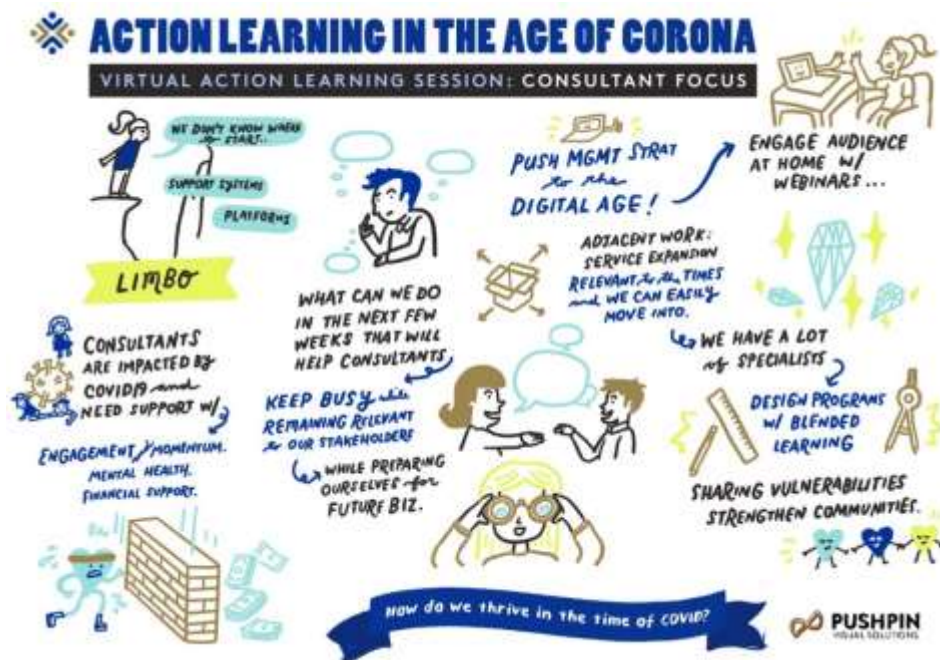 ACTION LEARNING IN THE AGE OF CORONA
VIRTUAL ACTION LEARNING SESSION: CONSULTANT FOCUS
WE DON'T KNOW WHERE
to START...
SUPPORT SYSTEMS
PLATFORMS
LIMBO
CONSULTANTS
ARE IMPACTED BY
COVID19 and
NEED SUPPORT W/
ENGAGEMENT/MOMENTUM.
MENTAL HEALTH.
FINANCIAL SUPPORT.
WHAT CAN WE DO
IN THE NEXT FEW
WEEKS THAT WILL
HELP CONSULTANTS
KEEP BUSY while
REMAINING RELEVANT
to OUR STAKEHOLDERS
WHILE PREPARING
OURSELVES for
FUTURE BIZ.
PUSH MGMT STRAT
to the
DIGITAL AGE!
ENGAGE AUDIENCE
AT HOME W/
WEBINARS...
ADJACENT WORK:
SERVICE EXPANSION
RELEVANT to the TIMES
and WE CAN EASILY
MOVE INTO.
WE HAVE A LOT
of SPECIALISTS
DESIGN PROGRAMS
W/ BLENDED
LEARNING
SHARING VULNERABILITIES
STRENGTHEN COMMUNITIES.
How do we thrive in the time of COVID?
PUSHPIN
VISUAL SOLUTIONS